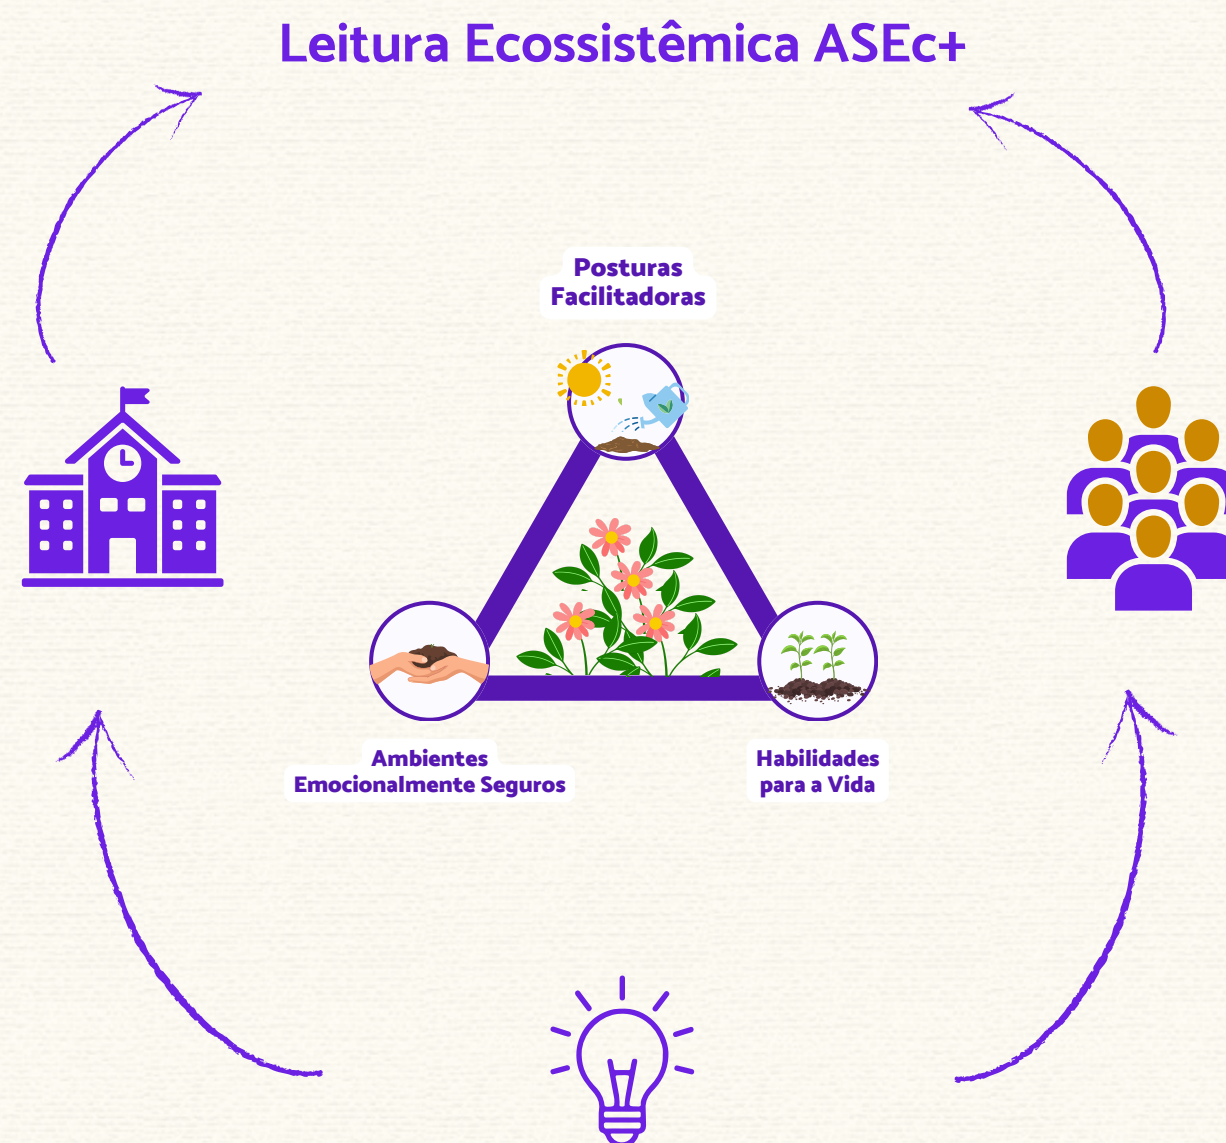 Leitura Ecossistêmica ASEc+
Posturas
Facilitadoras
Ambientes
Emocionalmente Seguros
Habilidades
para a Vida